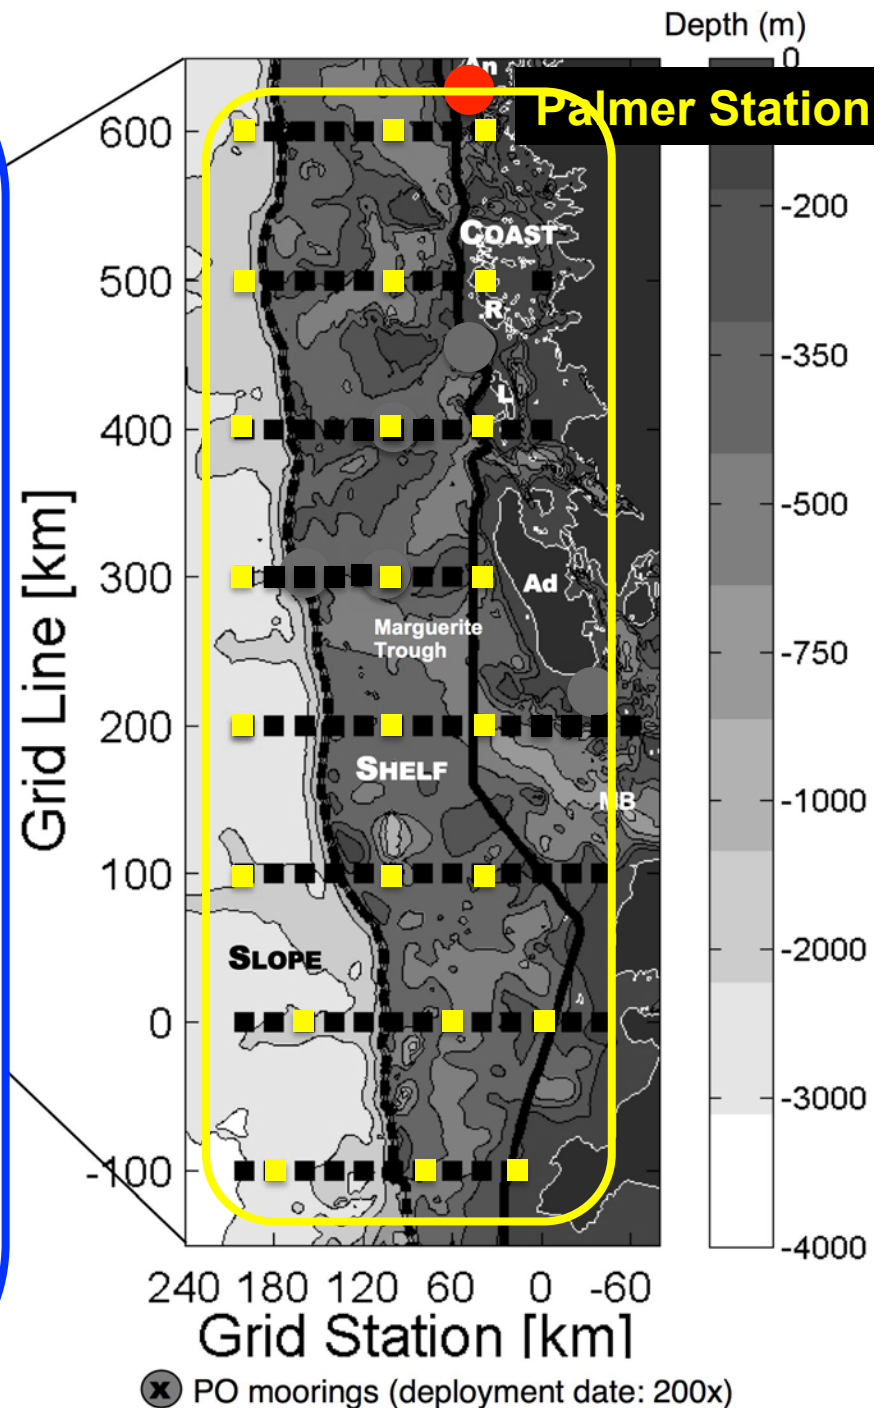 Depth (m)
An
Palmer Station
0
600
-200
COAST
500
R
-350
L
400
-500
300
Ad
Marguerite
Trough
-750
200
SHELF
MB
-1000
100
SLOPE
-2000
0
-3000
-100
-4000
Grid Line [km]
240 180 120 60 0 -60
Grid Station [km]
x PO moorings (deployment date: 200x)